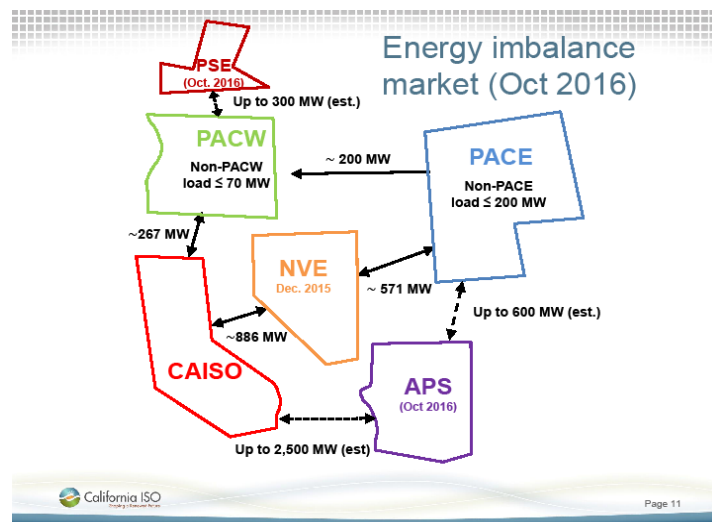 Energy imbalance
market (Oct 2016)
PSE
(Oct. 2016)
Up to 300 MW (est.)
PACW
Non-PACW
load ≤ 70 MW
~ 200 MW
PACE
Non-PACE
load ≤ 200 MW
~267 MW
NVE
Dec. 2015
~ 571 MW
~886 MW
Up to 600 MW (est.)
CAISO
APS
(Oct 2016)
Up to 2,500 MW (est)
California ISO
Page 11